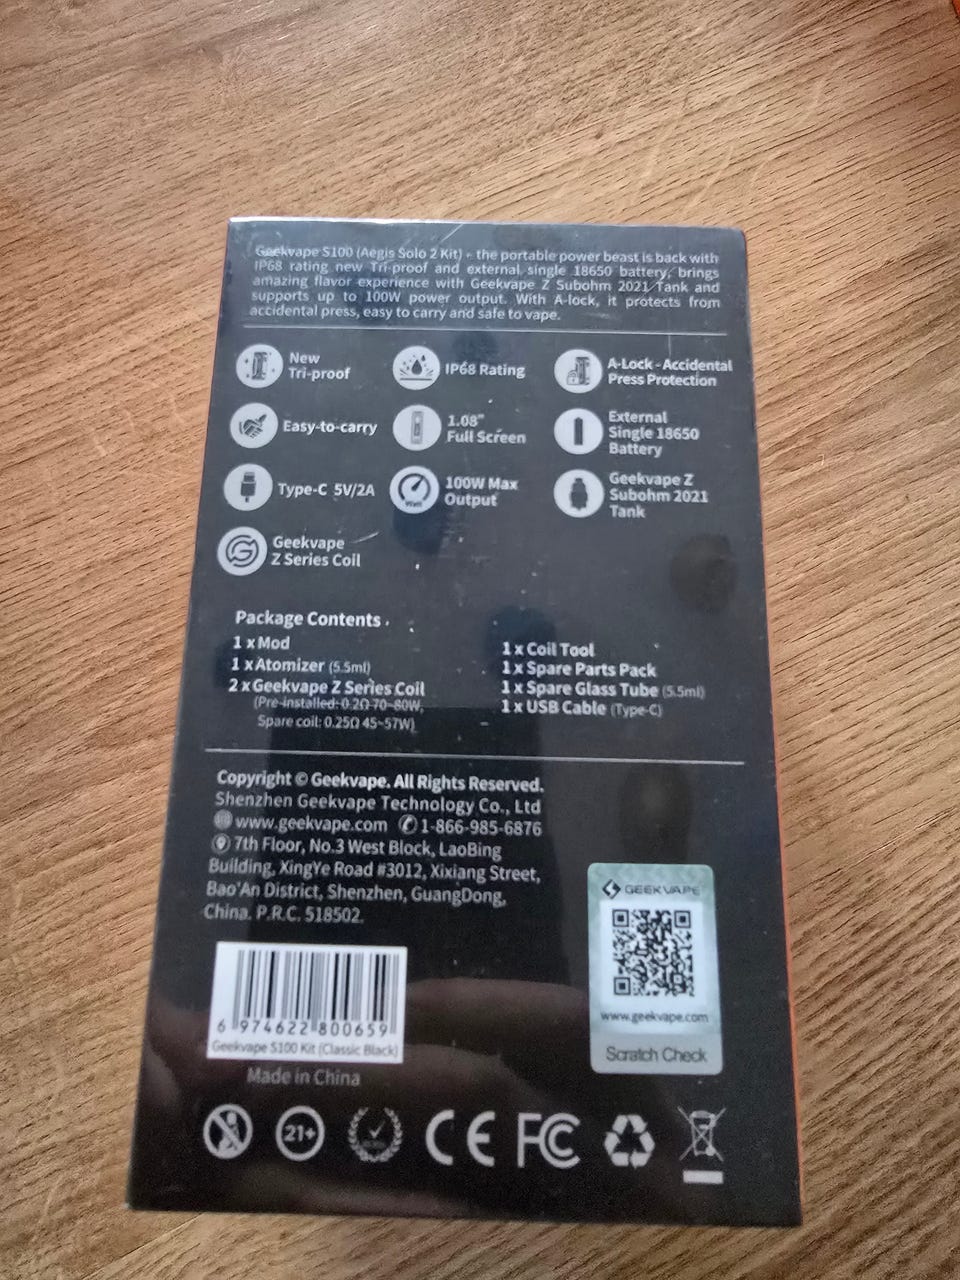 Geekvape S100 (Aegis Solo 2 Kit) - the portable power beast is back with
IP68 rating new Tri-proof and external single 18650 battery, brings
amazing flavor experience with Geekvape Z Subohm 2021 Tank and
supports up to 100W power output. With A-lock, it protects from
accidental press, easy to carry and safe to vape.
New
Tri-proof
IP68 Rating
A-Lock - Accidental
Press Protection
Easy-to-carry
1.08"
Full Screen
External
Single 18650
Battery
Type-C 5V/2A
Watt
100W Max
Output
Geekvape Z
Subohm 2021
Tank
Geekvape
Z Series Coil
Package Contents
1 x Mod
1 x Atomizer (5.5ml)
2 x Geekvape Z Series Coil
(Pre-installed: 0.2Ω 70~80W,
Spare coil: 0.25Ω 45~57W)
1 x Coil Tool
1 x Spare Parts Pack
1 x Spare Glass Tube (5.5ml)
1 x USB Cable (Type-C)
Copyright © Geekvape. All Rights Reserved.
Shenzhen Geekvape Technology Co., Ltd
www.geekvape.com 1-866-985-6876
7th Floor, No.3 West Block, LaoBing
Building, XingYe Road #3012, Xixiang Street,
Bao'An District, Shenzhen, GuangDong,
China. P.R.C. 518502.
6 974622 800659
Geekvape S100 Kit (Classic Black)
Made in China
GEEKVAPE
www.geekvape.com
Scratch Check
21+
CE FC